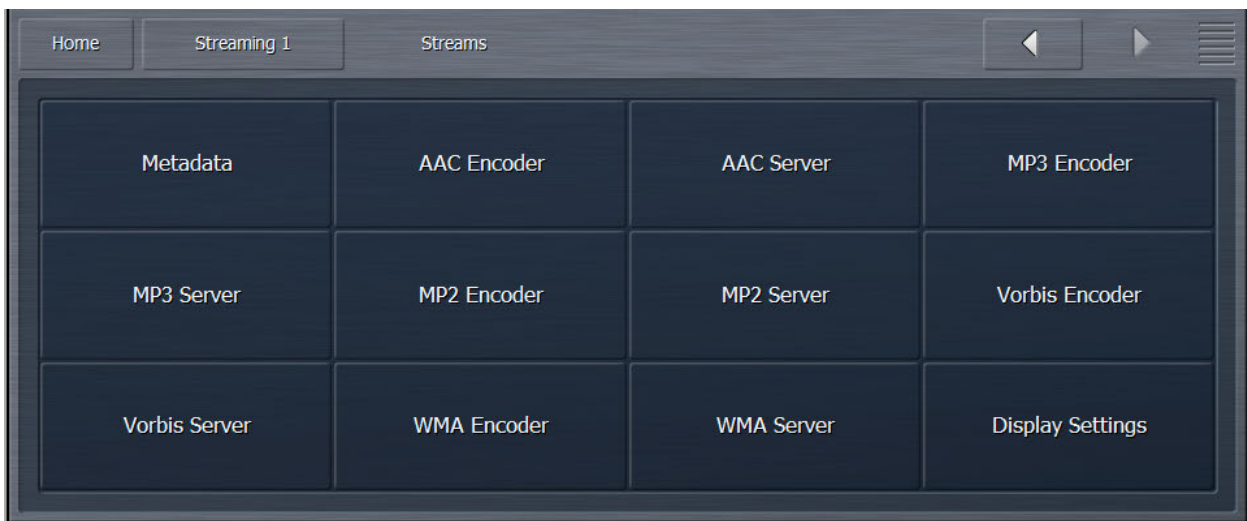 Home Streaming 1 Streams
Metadata AAC Encoder AAC Server MP3 Encoder
MP3 Server MP2 Encoder MP2 Server Vorbis Encoder
Vorbis Server WMA Encoder WMA Server Display Settings